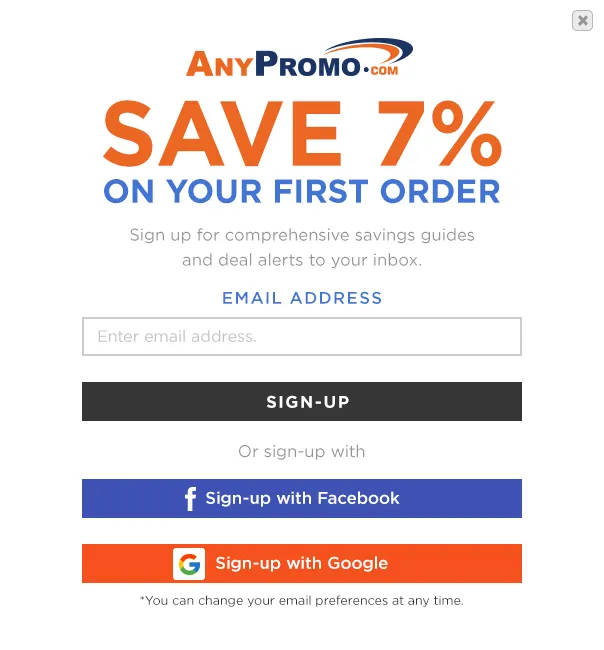 ANYPROMO.COM
SAVE 7%
ON YOUR FIRST ORDER
Sign up for comprehensive savings guides
and deal alerts to your inbox.
EMAIL ADDRESS
Enter email address.
SIGN-UP
Or sign-up with
f Sign-up with Facebook
G Sign-up with Google
*You can change your email preferences at any time.